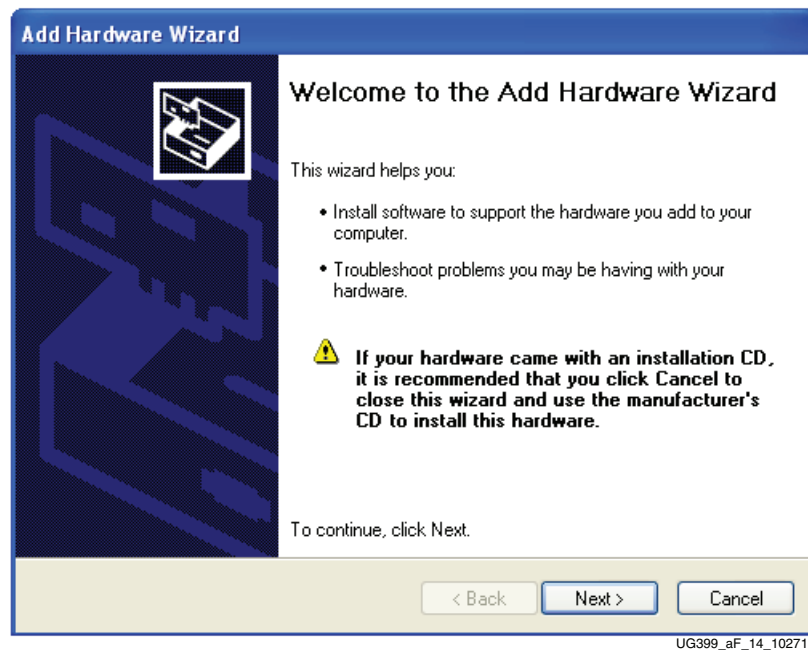 Add Hardware Wizard
Welcome to the Add Hardware Wizard
This wizard helps you:
• Install software to support the hardware you add to your
computer.
• Troubleshoot problems you may be having with your
hardware.
If your hardware came with an installation CD,
it is recommended that you click Cancel to
close this wizard and use the manufacturer's
CD to install this hardware.
To continue, click Next.
< Back Next > Cancel
UG399_aF_14_10271